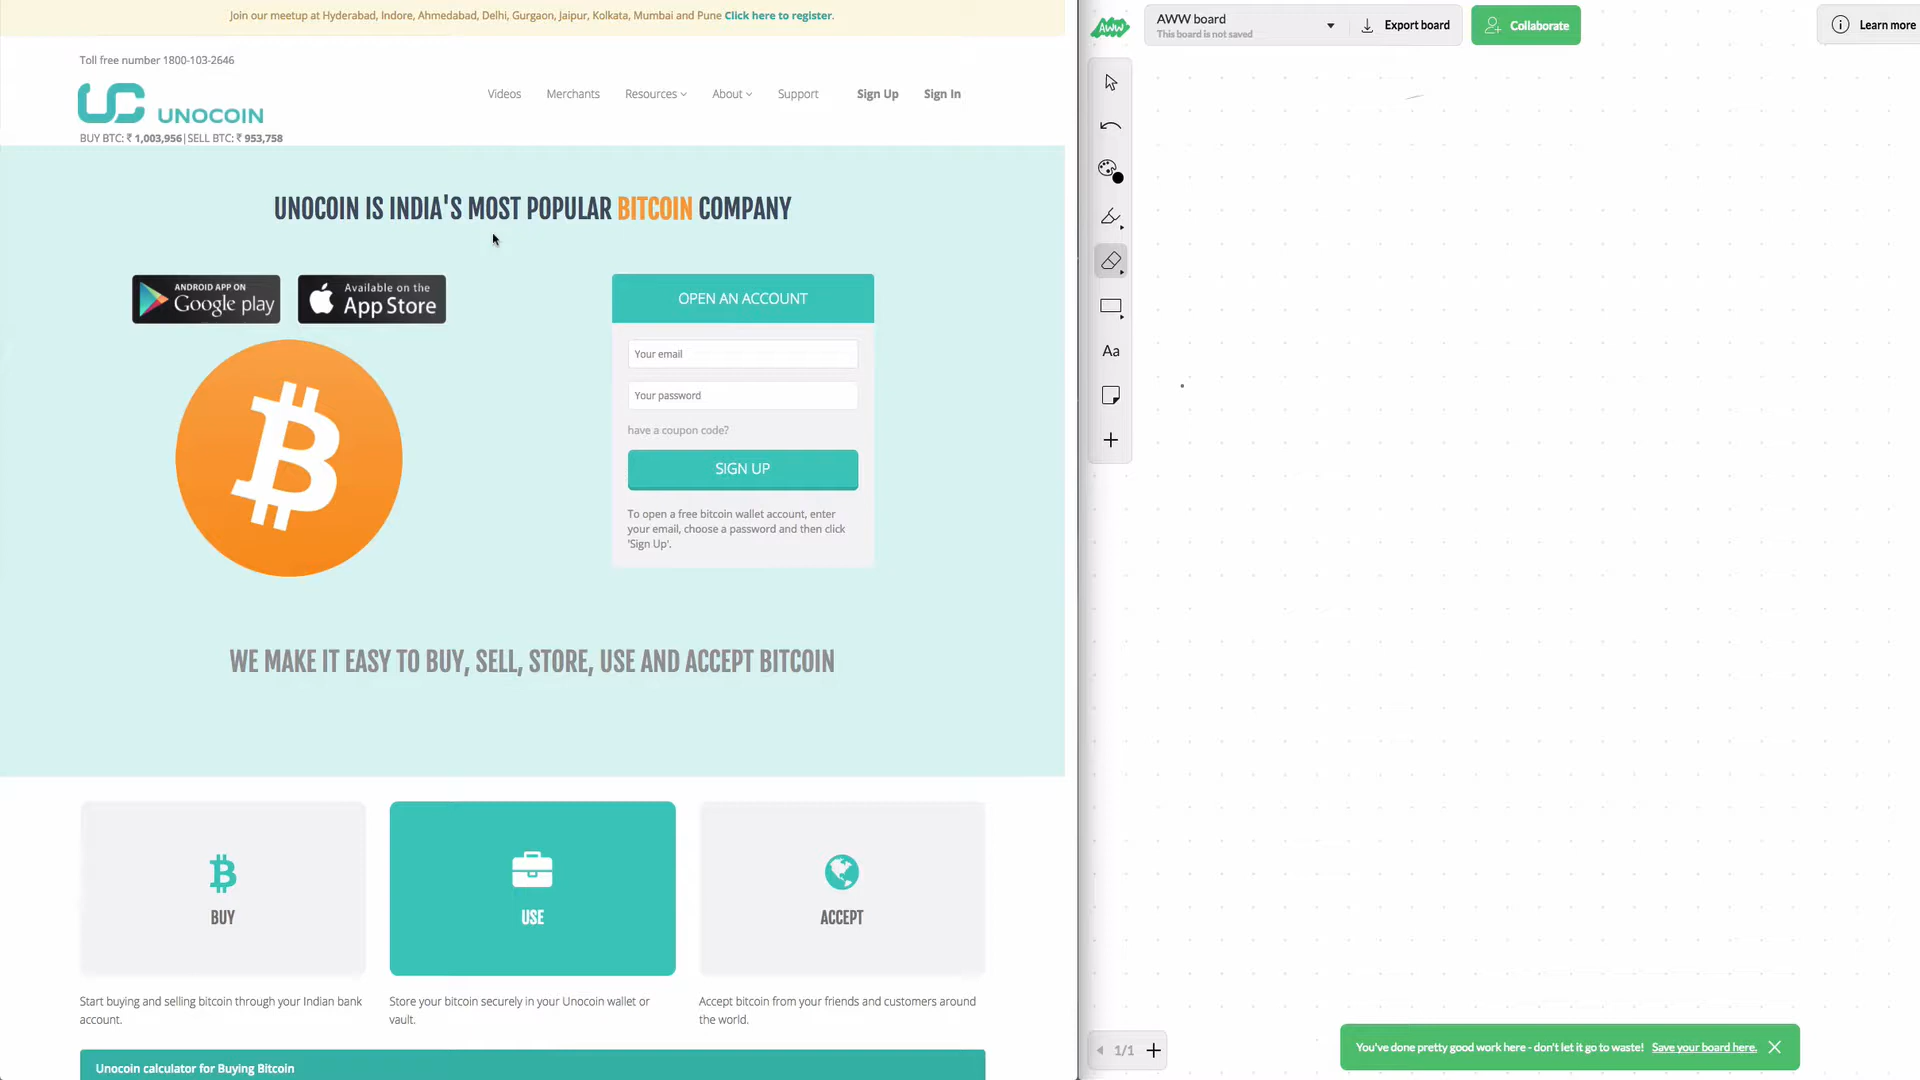 Join our meetup at Hyderabad, Indore, Ahmedabad, Delhi, Gurgaon, Jaipur, Kolkata, Mumbai and Pune Click here to register.
Toll free number 1800-103-2646
UC UNOCOIN
BUY BTC: ₹ 1,003,956|SELL BTC: ₹ 953,758
Videos
Merchants
Resources
About
Support
Sign Up
Sign In
UNOCOIN IS INDIA'S MOST POPULAR BITCOIN COMPANY
ANDROID APP ON
Google play
Available on the
App Store
OPEN AN ACCOUNT
Your email
Your password
have a coupon code?
SIGN UP
To open a free bitcoin wallet account, enter
your email, choose a password and then click
'Sign Up'.
WE MAKE IT EASY TO BUY, SELL, STORE, USE AND ACCEPT BITCOIN
BUY
USE
ACCEPT
Start buying and selling bitcoin through your Indian bank
account.
Store your bitcoin securely in your Unocoin wallet or
vault.
Accept bitcoin from your friends and customers around
the world.
Unocoin calculator for Buying Bitcoin
AWW
AWW board
This board is not saved
Export board
Collaborate
Learn more
Aa
1/1
You've done pretty good work here - don't let it go to waste! Save your board here.